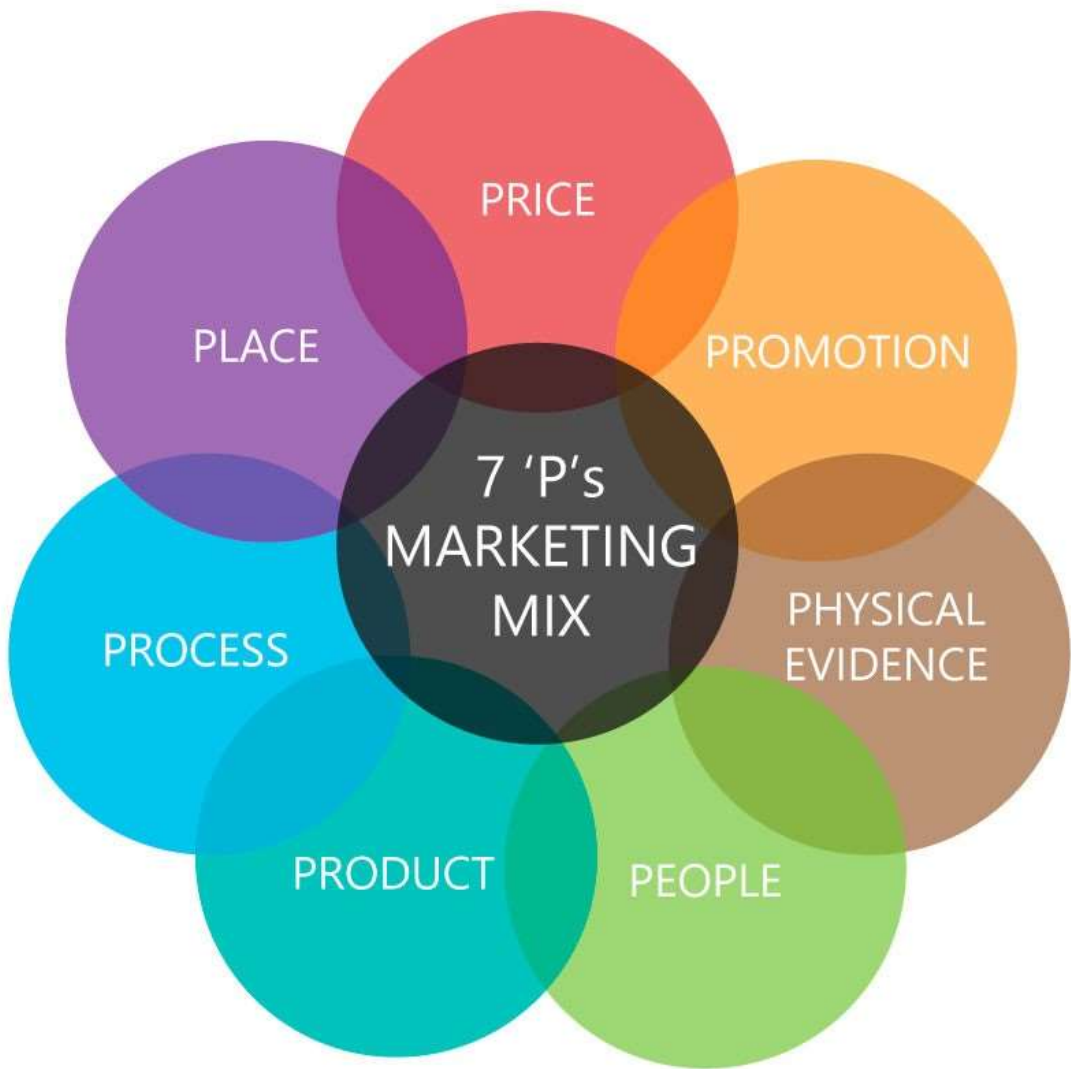 PRICE
PLACE
PROMOTION
7 ‘P’s
MARKETING
MIX
PROCESS
PHYSICAL
EVIDENCE
PRODUCT
PEOPLE